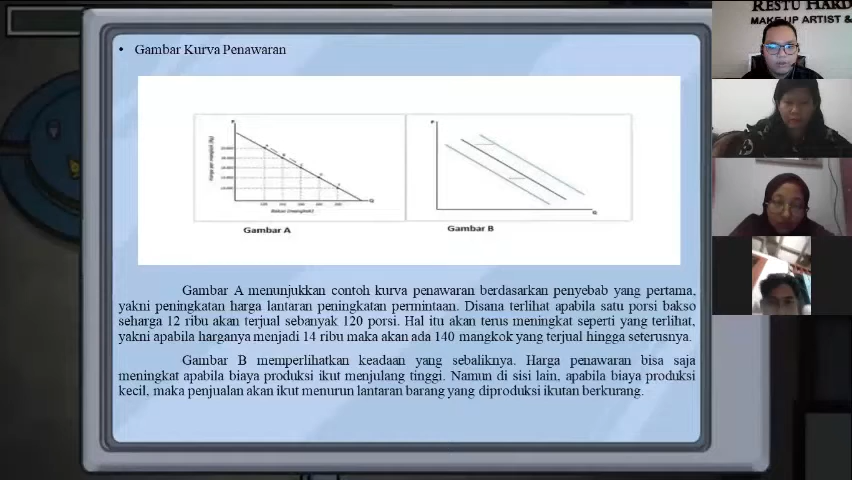 RESTU HARD
MAKE UP ARTIST &
• Gambar Kurva Penawaran
P
Q
Gambar A
P
Q
Gambar B
Gambar A menunjukkan contoh kurva penawaran berdasarkan penyebab yang pertama,
yakni peningkatan harga lantaran peningkatan permintaan. Disana terlihat apabila satu porsi bakso
seharga 12 ribu akan terjual sebanyak 120 porsi. Hal itu akan terus meningkat seperti yang terlihat,
yakni apabila harganya menjadi 14 ribu maka akan ada 140 mangkok yang terjual hingga seterusnya.
Gambar B memperlihatkan keadaan yang sebaliknya. Harga penawaran bisa saja
meningkat apabila biaya produksi ikut menjulang tinggi. Namun di sisi lain, apabila biaya produksi
kecil, maka penjualan akan ikut menurun lantaran barang yang diproduksi ikutan berkurang.